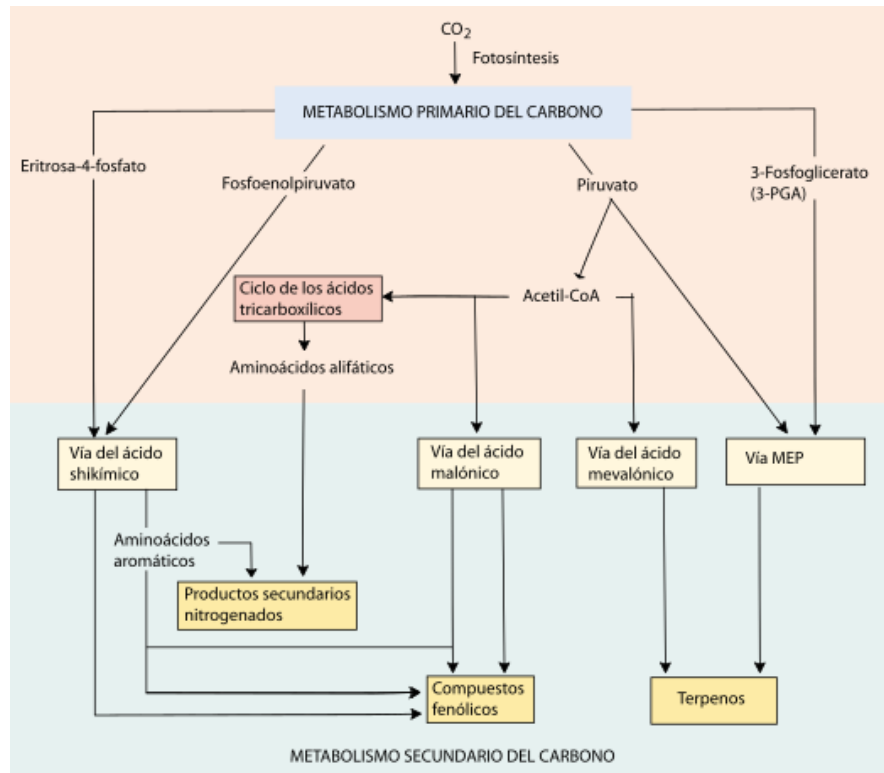 CO₂
Fotosíntesis
METABOLISMO PRIMARIO DEL CARBONO
Eritrosa-4-fosfato
Fosfoenolpiruvato
Piruvato
3-Fosfoglicerato
(3-PGA)
Ciclo de los ácidos
tricarboxílicos
Acetil-CoA
Aminoácidos alifáticos
Vía del ácido
shikímico
Vía del ácido
malónico
Vía del ácido
mevalónico
Vía MEP
Aminoácidos
aromáticos
Productos secundarios
nitrogenados
Compuestos
fenólicos
Terpenos
METABOLISMO SECUNDARIO DEL CARBONO